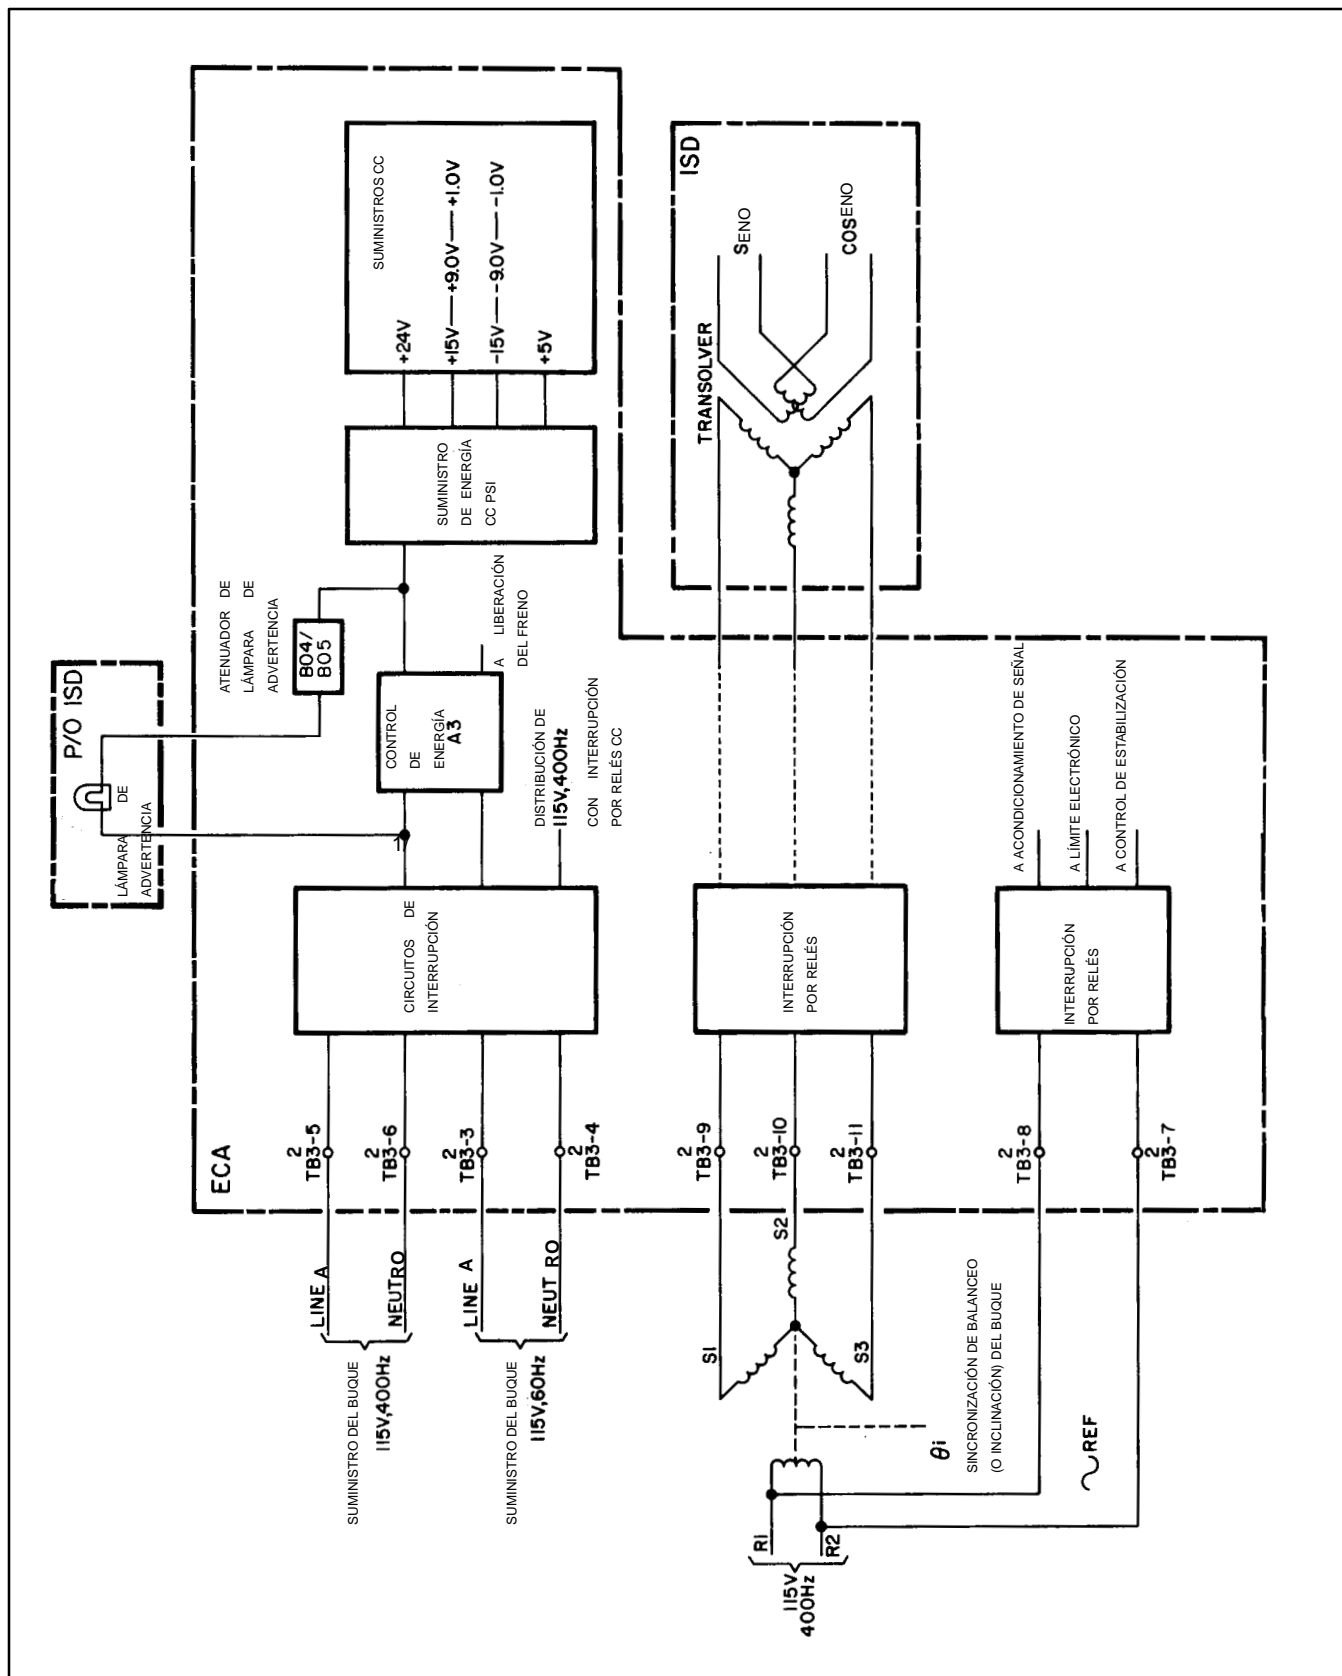 P/O ISD
LÁMPARA DE
ADVERTENCIA
ECA
SUMINISTRO DEL BUQUE
115V,400Hz
LINE A
NEUTRO
SUMINISTRO DEL BUQUE
115V,60Hz
LINE A
NEUT RO
2
TB3-5
2
TB3-6
2
TB3-3
2
TB3-4
CIRCUITOS DE
INTERRUPCIÓN
1
CONTROL
DE
ENERGÍA
A3
ATENUADOR DE
LÁMPARA DE
ADVERTENCIA
B04/
B05
A LIBERACIÓN
DEL FRENO
DISTRIBUCIÓN DE
115V,400Hz
CON INTERRUPCIÓN
POR RELÉS CC
SUMINISTRO
DE ENERGÍA
CC PSI
SUMINISTROS CC
+24V
+15V +9.0V +1.0V
-15V -9.0V -1.0V
+5V
115V
400Hz
R1
R2
θi
SINCRONIZACIÓN DE BALANCEO
(O INCLINACIÓN) DEL BUQUE
S1
S2
S3
2
TB3-9
2
TB3-10
2
TB3-11
INTERRUPCIÓN
POR RELÉS
ISD
TRANSOLVER
SENO
COSENO
REF
2
TB3-8
2
TB3-7
INTERRUPCIÓN
POR RELÉS
A ACONDICIONAMIENTO DE SEÑAL
A LÍMITE ELECTRÓNICO
A CONTROL DE ESTABILIZACIÓN